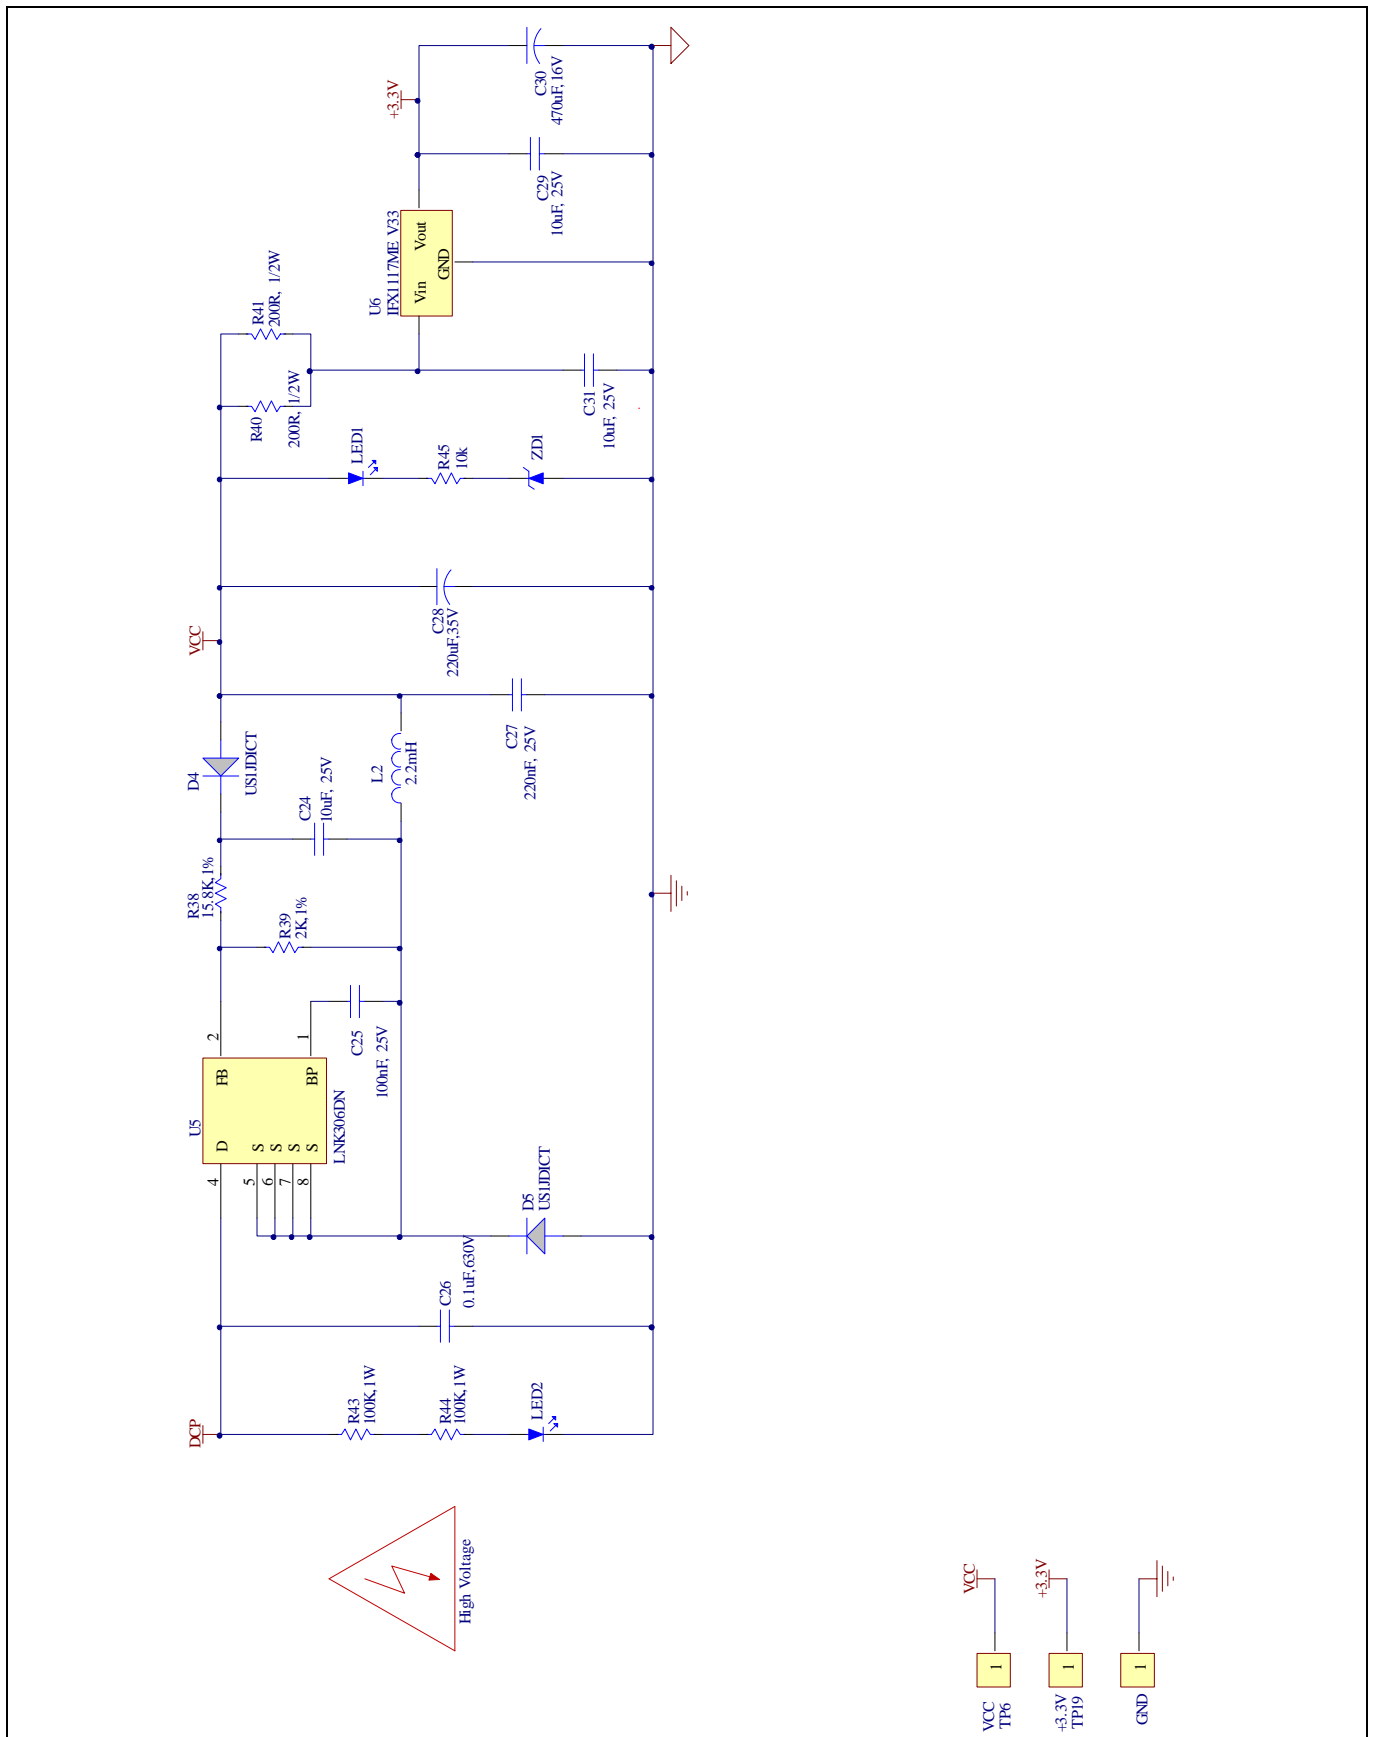 DCP
R43
100K,1W
R44
100K,1W
LED2
C26
0.1uF,630V
U5
LNK306DN
D
S
S
S
S
FB
BP
4
5
6
7
8
2
1
D5
US1JDICT
C25
100nF, 25V
R39
2K,1%
R38
15.8K,1%
C24
10uF, 25V
D4
US1JDICT
L2
2.2mH
C27
220nF, 25V
VCC
C28
220uF,35V
LED1
R45
10k
ZD1
R40
200R, 1/2W
R41
200R, 1/2W
C31
10uF, 25V
U6
IFX1117ME V33
Vin
Vout
GND
C29
10uF, 25V
+3.3V
C30
470uF,16V
High Voltage
VCC
1
VCC
TP6
+3.3V
1
+3.3V
TP19
1
GND